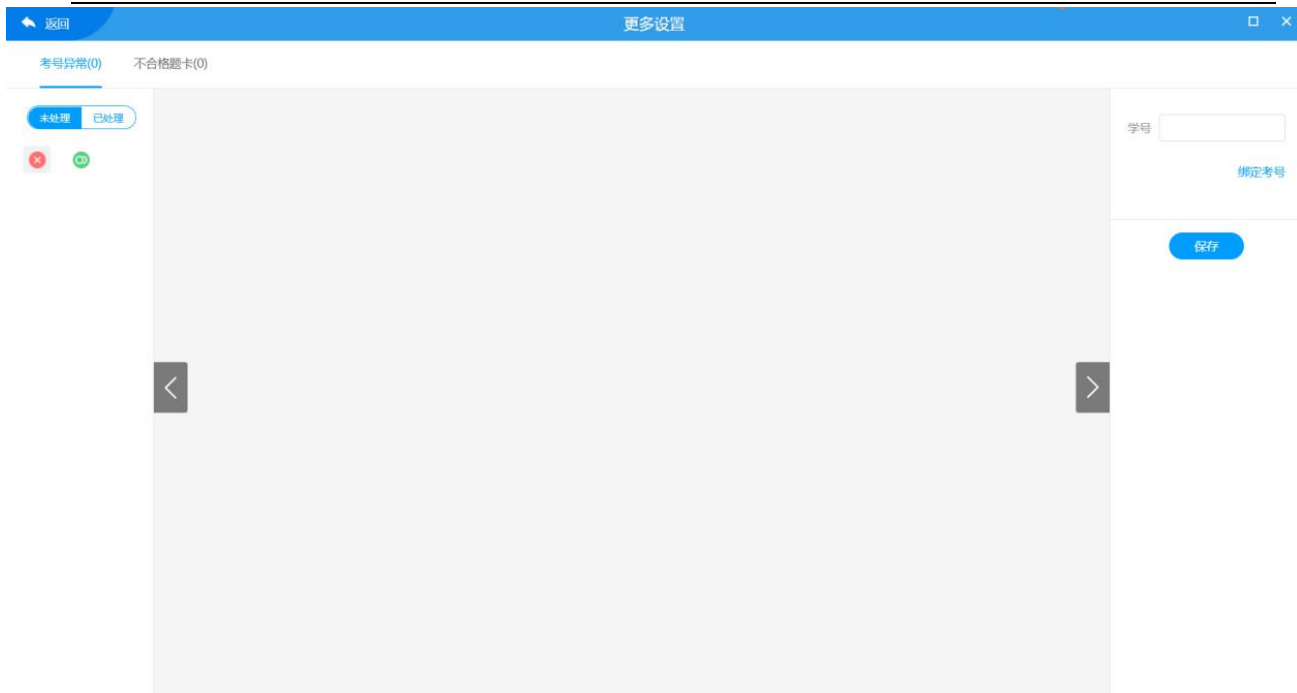 返回
更多设置
考号异常(0) 不合格题卡(0)
未处理 已处理
学号
绑定考号
保存